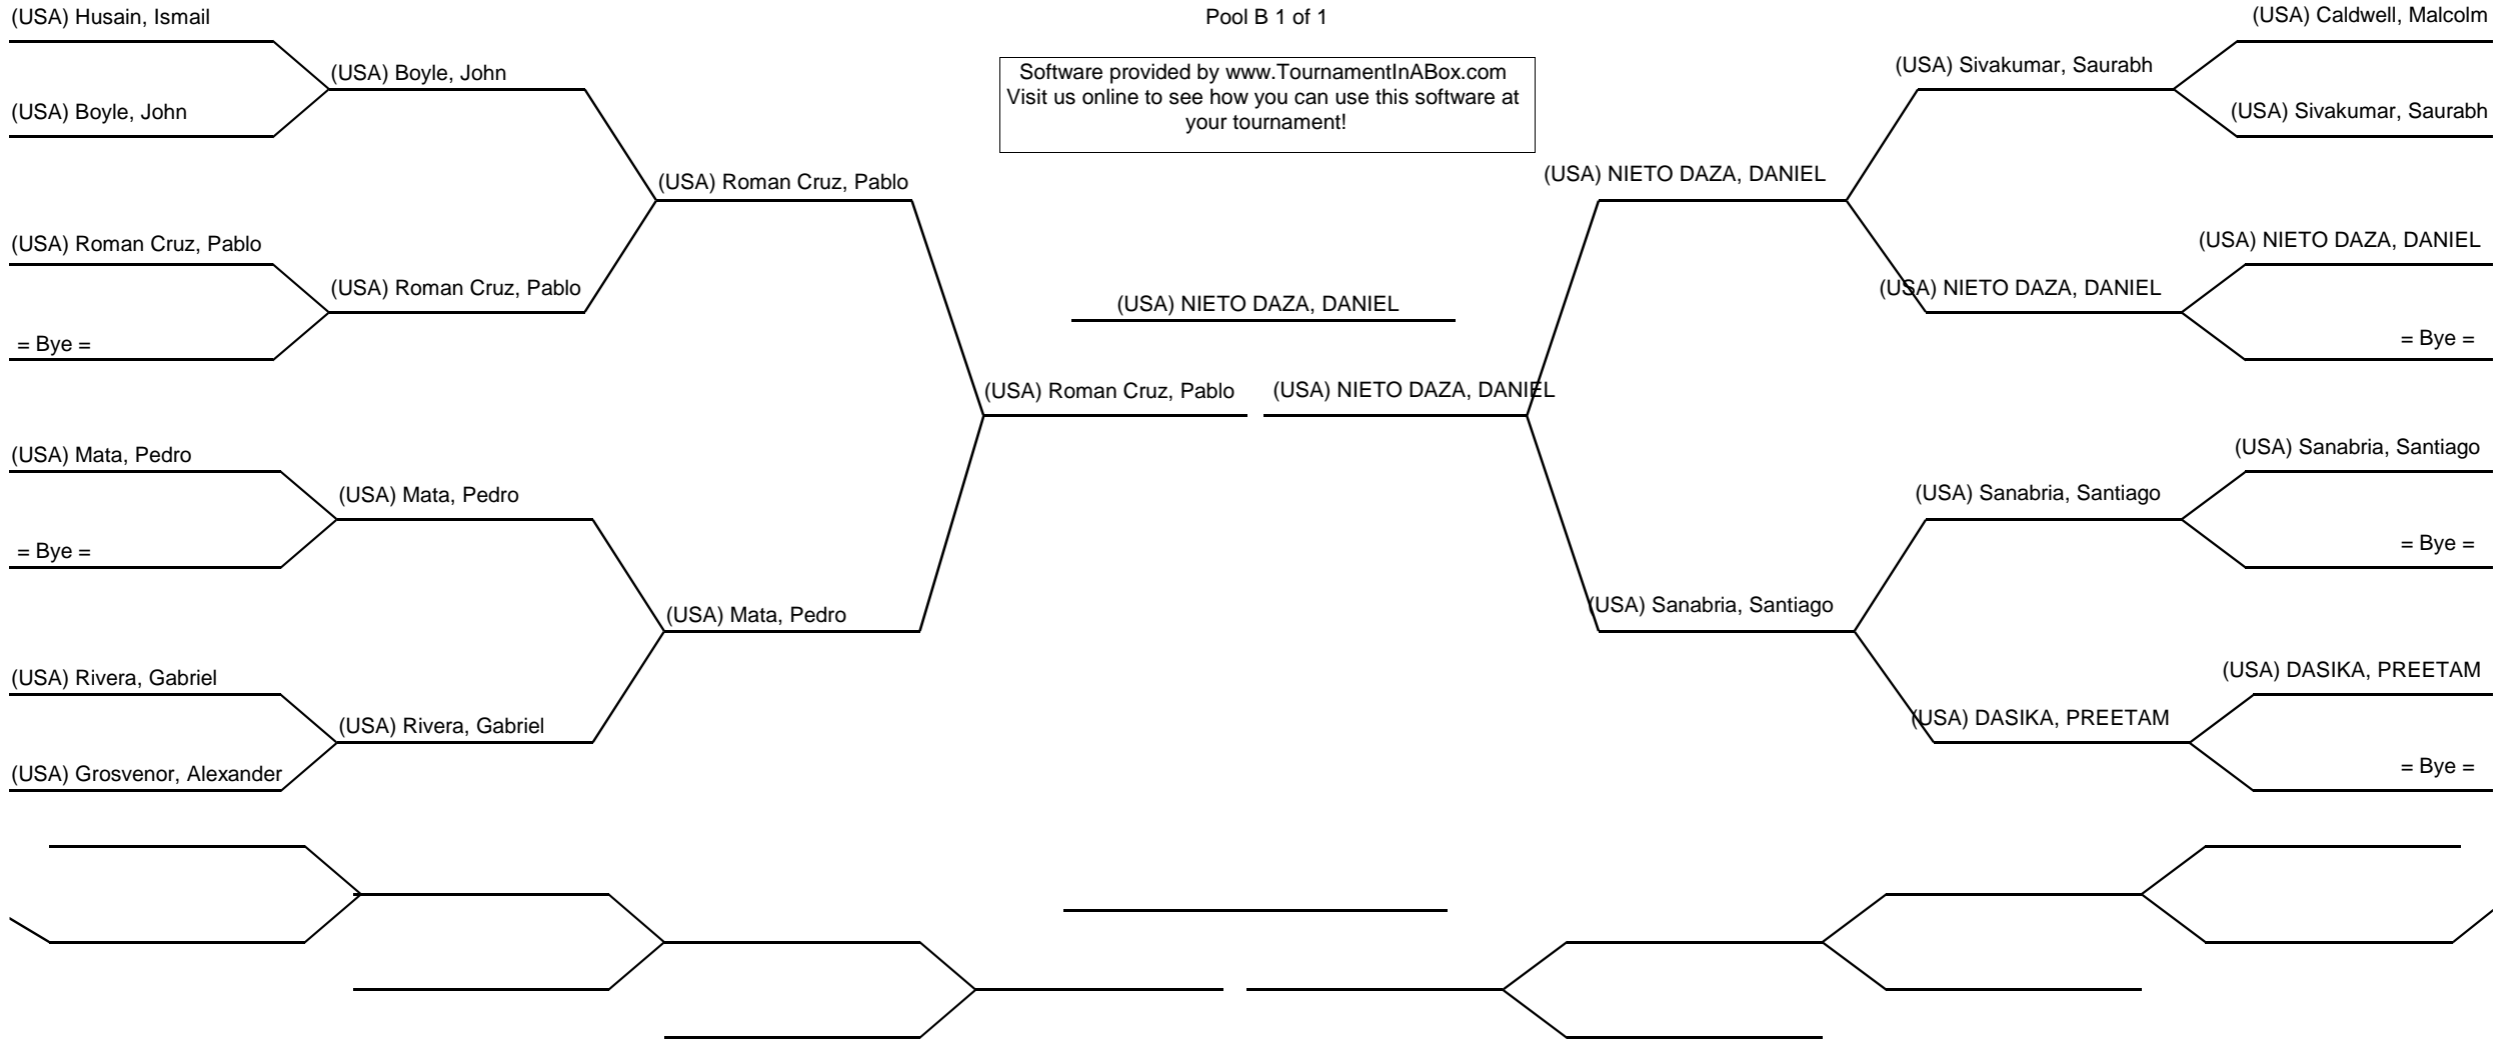 (USA) Husain, Ismail
Pool B 1 of 1
(USA) Caldwell, Malcolm
(USA) Boyle, John
Software provided by www.TournamentInABox.com
Visit us online to see how you can use this software at
your tournament!
(USA) Sivakumar, Saurabh
(USA) Boyle, John
(USA) Sivakumar, Saurabh
(USA) Roman Cruz, Pablo
(USA) NIETO DAZA, DANIEL
(USA) Roman Cruz, Pablo
(USA) NIETO DAZA, DANIEL
(USA) Roman Cruz, Pablo
(USA) NIETO DAZA, DANIEL
(USA) NIETO DAZA, DANIEL
= Bye =
= Bye =
(USA) Roman Cruz, Pablo
(USA) NIETO DAZA, DANIEL
(USA) Mata, Pedro
(USA) Sanabria, Santiago
(USA) Mata, Pedro
(USA) Sanabria, Santiago
= Bye =
= Bye =
(USA) Mata, Pedro
(USA) Sanabria, Santiago
(USA) Rivera, Gabriel
(USA) DASIKA, PREETAM
(USA) Rivera, Gabriel
(USA) DASIKA, PREETAM
(USA) Grosvenor, Alexander
= Bye =